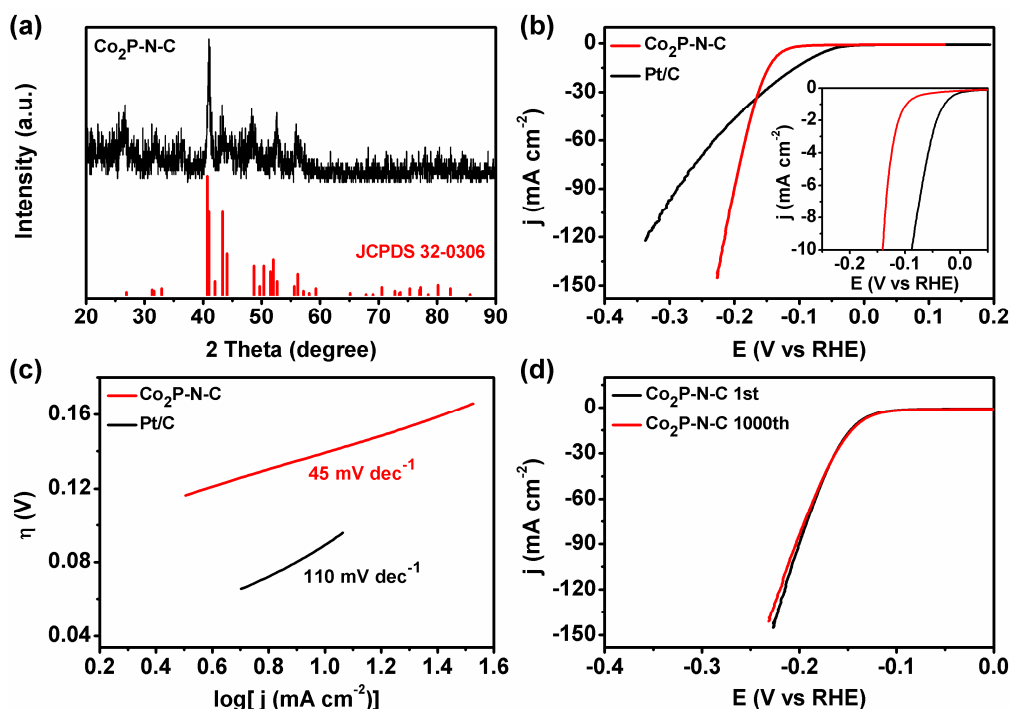 (a)
Co₂P-N-C
JCPDS 32-0306
Intensity (a.u.)
20 30 40 50 60 70 80 90
2 Theta (degree)
(b)
Co₂P-N-C
Pt/C
0
-30
-60
-90
-120
-150
j (mA cm⁻²)
-0.4 -0.3 -0.2 -0.1 0.0 0.1 0.2
E (V vs RHE)
0
-2
-4
-6
-8
-10
j (mA cm⁻²)
-0.2 -0.1 0.0
E (V vs RHE)
(c)
Co₂P-N-C
Pt/C
0.16
0.12
0.08
0.04
η (V)
45 mV dec⁻¹
110 mV dec⁻¹
0.2 0.4 0.6 0.8 1.0 1.2 1.4 1.6
log[ j (mA cm⁻²)]
(d)
Co₂P-N-C 1st
Co₂P-N-C 1000th
0
-30
-60
-90
-120
-150
j (mA cm⁻²)
-0.4 -0.3 -0.2 -0.1 0.0
E (V vs RHE)